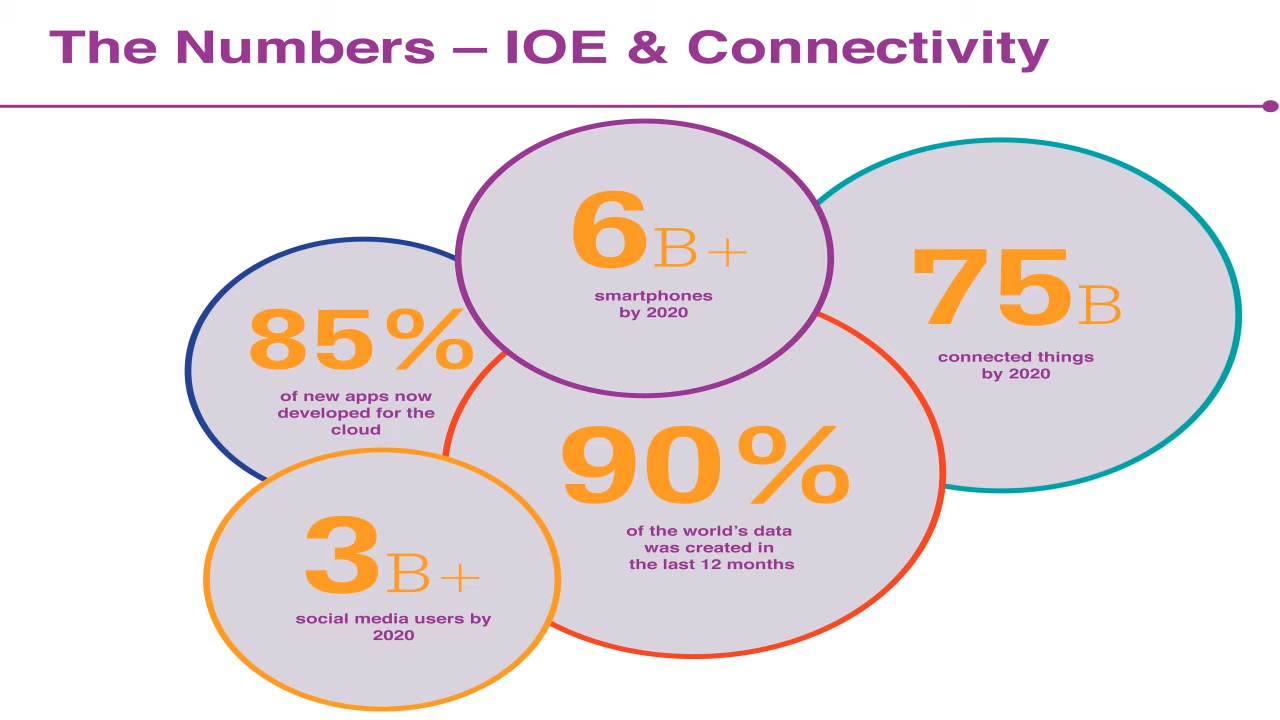 The Numbers – IOE & Connectivity
6B+
smartphones
by 2020
75B
connected things
by 2020
85%
of new apps now
developed for the
cloud
90%
of the world’s data
was created in
the last 12 months
3B+
social media users by
2020